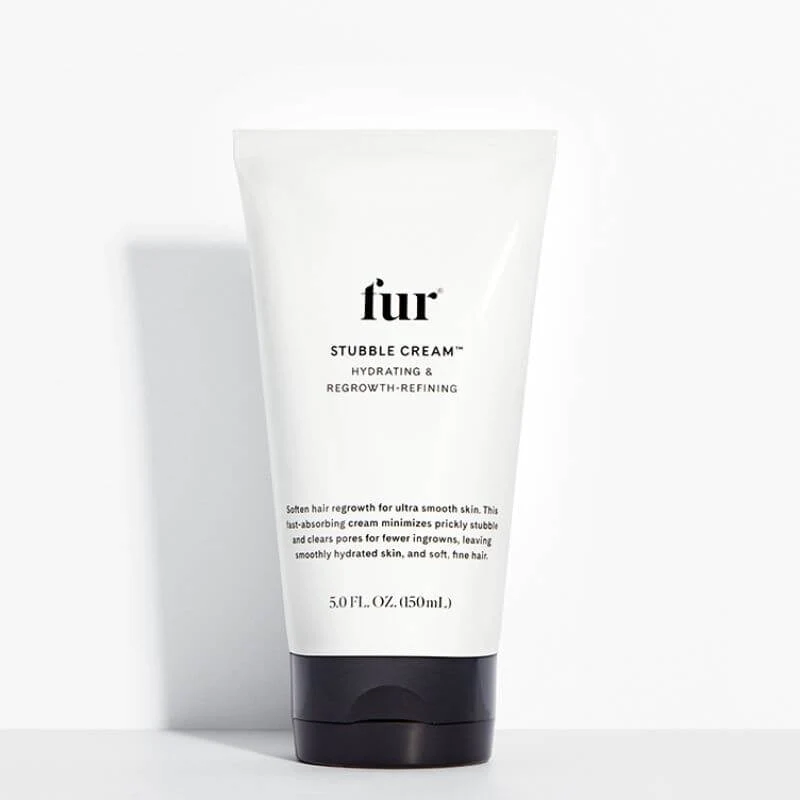 fur®
STUBBLE CREAM™
HYDRATING &
REGROWTH-REFINING
Soften hair regrowth for ultra smooth skin. This
fast-absorbing cream minimizes prickly stubble
and clears pores for fewer ingrowns, leaving
smoothly hydrated skin, and soft, fine hair.
5.0 FL. OZ. (150mL)